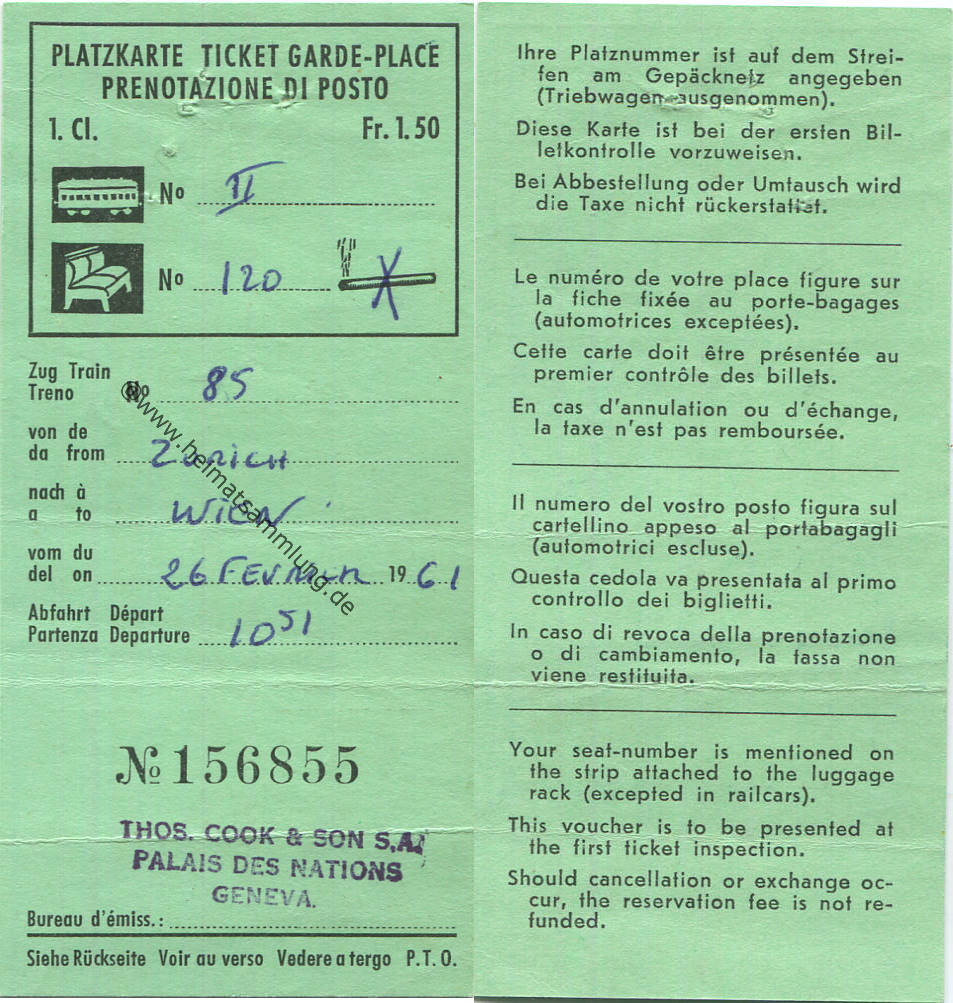 PLATZKARTE TICKET GARDE-PLACE
PRENOTAZIONE DI POSTO
1. Cl. Fr. 1.50
No II
No 120 X
Zug Train
Treno No 85
von de
da from ZURICH
nach à
a to WIEN
vom du
del on 26 FEVRIER 1961
Abfahrt Départ
Partenza Departure 10 51
№ 156855
THOS. COOK & SON S.A.
PALAIS DES NATIONS
GENEVA.
Bureau d'émiss.:
Siehe Rückseite Voir au verso Vedere a tergo P.T.O.
©www.heimatsammlung.de
Ihre Platznummer ist auf dem Strei-
fen am Gepäcknetz angegeben
(Triebwagen ausgenommen).
Diese Karte ist bei der ersten Bil-
letkontrolle vorzuweisen.
Bei Abbestellung oder Umtausch wird
die Taxe nicht rückerstattet.
Le numéro de votre place figure sur
la fiche fixée au porte-bagages
(automotrices exceptées).
Cette carte doit être présentée au
premier contrôle des billets.
En cas d'annulation ou d'échange,
la taxe n'est pas remboursée.
Il numero del vostro posto figura sul
cartellino appeso al portabagagli
(automotrici escluse).
Questa cedola va presentata al primo
controllo dei biglietti.
In caso di revoca della prenotazione
o di cambiamento, la tassa non
viene restituita.
Your seat-number is mentioned on
the strip attached to the luggage
rack (excepted in railcars).
This voucher is to be presented at
the first ticket inspection.
Should cancellation or exchange oc-
cur, the reservation fee is not re-
funded.